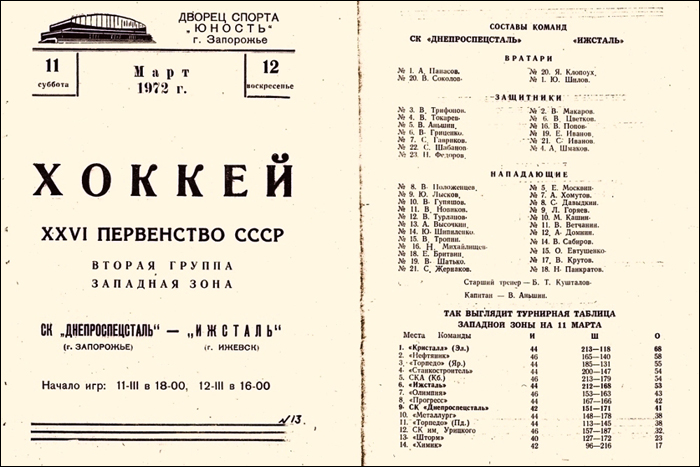 ДВОРЕЦ СПОРТА
„ЮНОСТЬ"
г. Запорожье
11
суббота
Март
1972 г.
12
воскресенье
ХОККЕЙ
XXVI ПЕРВЕНСТВО СССР
ВТОРАЯ ГРУППА
ЗАПАДНАЯ ЗОНА
СК „ДНЕПРОСПЕЦСТАЛЬ" — „ИЖСТАЛЬ"
(г. ЗАПОРОЖЬЕ) (г. ИЖЕВСК)
Начало игр: 11-III в 18-00, 12-III в 16-00
№13.
СОСТАВЫ КОМАНД
СК «ДНЕПРОСПЕЦСТАЛЬ» «ИЖСТАЛЬ»
ВРАТАРИ
№ 1. А. Панасов. № 20. Я. Клопоух.
№ 20. В. Соколов. № 1. Ю. Шилов.
ЗАЩИТНИКИ
№ 3. В. Трифонов. № 2. В. Макаров.
№ 4. В. Токарев. № 6. В. Цветков.
№ 5. В. Аньшин. № 16. В. Попов.
№ 6. В. Гриценко. № 19. Е. Иванов.
№ 7. С. Гавриков. № 21. С. Иванов.
№ 22. С. Шабанов № 4. А. Шмаков.
№ 23. Н. Федоров.
НАПАДАЮЩИЕ
№ 8. В. Положенцев. № 5. Е. Москвин.
№ 9. Ю. Лысков. № 7. А. Хомутов.
№ 10. В. Гуляшов. № 8. С. Давыдкин.
№ 11. В. Новиков. № 9. Л. Горяев.
№ 12. В. Турлашов. № 10. М. Кашин.
№ 13. А. Высочкин. № 11. В. Ветчаня.
№ 14. Ю. Шипиленко. № 12. А. Домнин.
№ 15. В. Тропин. № 14. В. Сабиров.
№ 16. Н. Михайлищев. № 15. О. Евтушенко.
№ 18. Е. Бритвин. № 17. В. Крутов.
№ 19. В. Шатько. № 18. Н. Панкратов.
№ 21. С. Жернаков.
Старший тренер — Б. Т. Кушталов.
Капитан — В. Аньшин.
ТАК ВЫГЛЯДИТ ТУРНИРНАЯ ТАБЛИЦА
ЗАПАДНОЙ ЗОНЫ НА 11 МАРТА
Места Команды И Ш О
1. «Кристалл» (Эл.) 44 213—118 68
2. «Нефтяник» 46 165—140 58
3. «Торпедо» (Яр.) 44 185—131 55
4. «Станкостроитель» 44 200—147 54
5. СКА (Кб.) 46 213—179 54
6. «Ижсталь» 44 212—168 53
7. «Олимпия» 46 153—163 43
8. «Прогресс» 44 167—166 42
9. СК «Днепроспецсталь» 42 151—171 41
10. «Металлург» 44 148—178 38
11. «Торпедо» (Пд.) 44 113—145 38
12. СК им. Урицкого 46 157—187 32.
13. «Шторм» 40 127—172 23
14. «Химик» 42 96—216 17